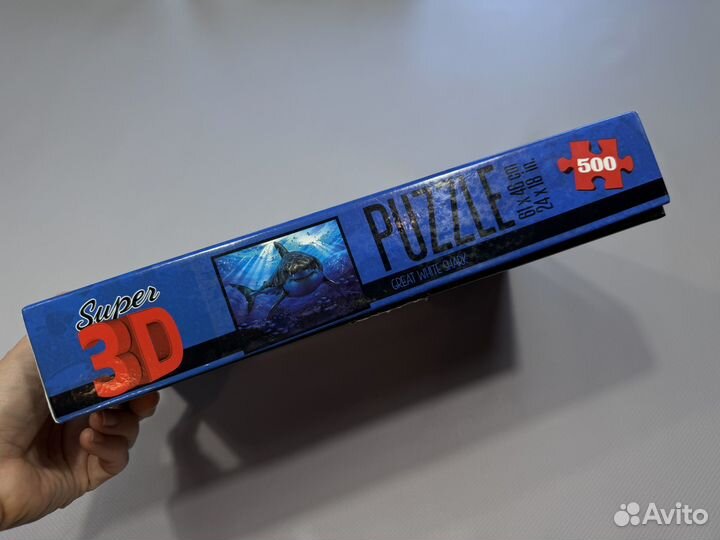 Super
3D
PUZZLE
GREAT WHITE SHARK
61 x 46 cm
24 x 18 in.
500
Avito